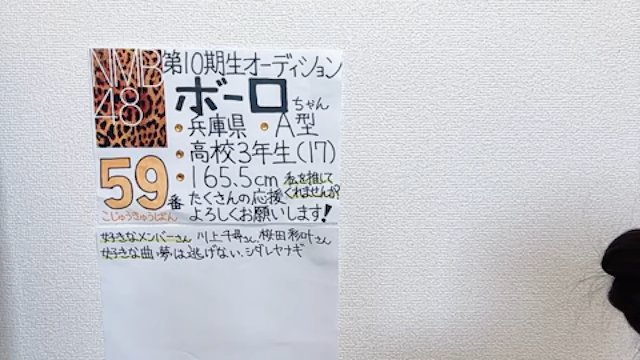 NMB
48
第10期生オーディション
ボーロちゃん
・兵庫県 ・A型
・高校3年生(17)
・165.5cm
私を推して
くれませんか?
59番
こじゅうきゅうばん
たくさんの応援
よろしくお願いします!
好きなメンバーさん 川上千尋さん、桜田彩叶さん
好きな曲 夢は逃げない、シダレヤナギ